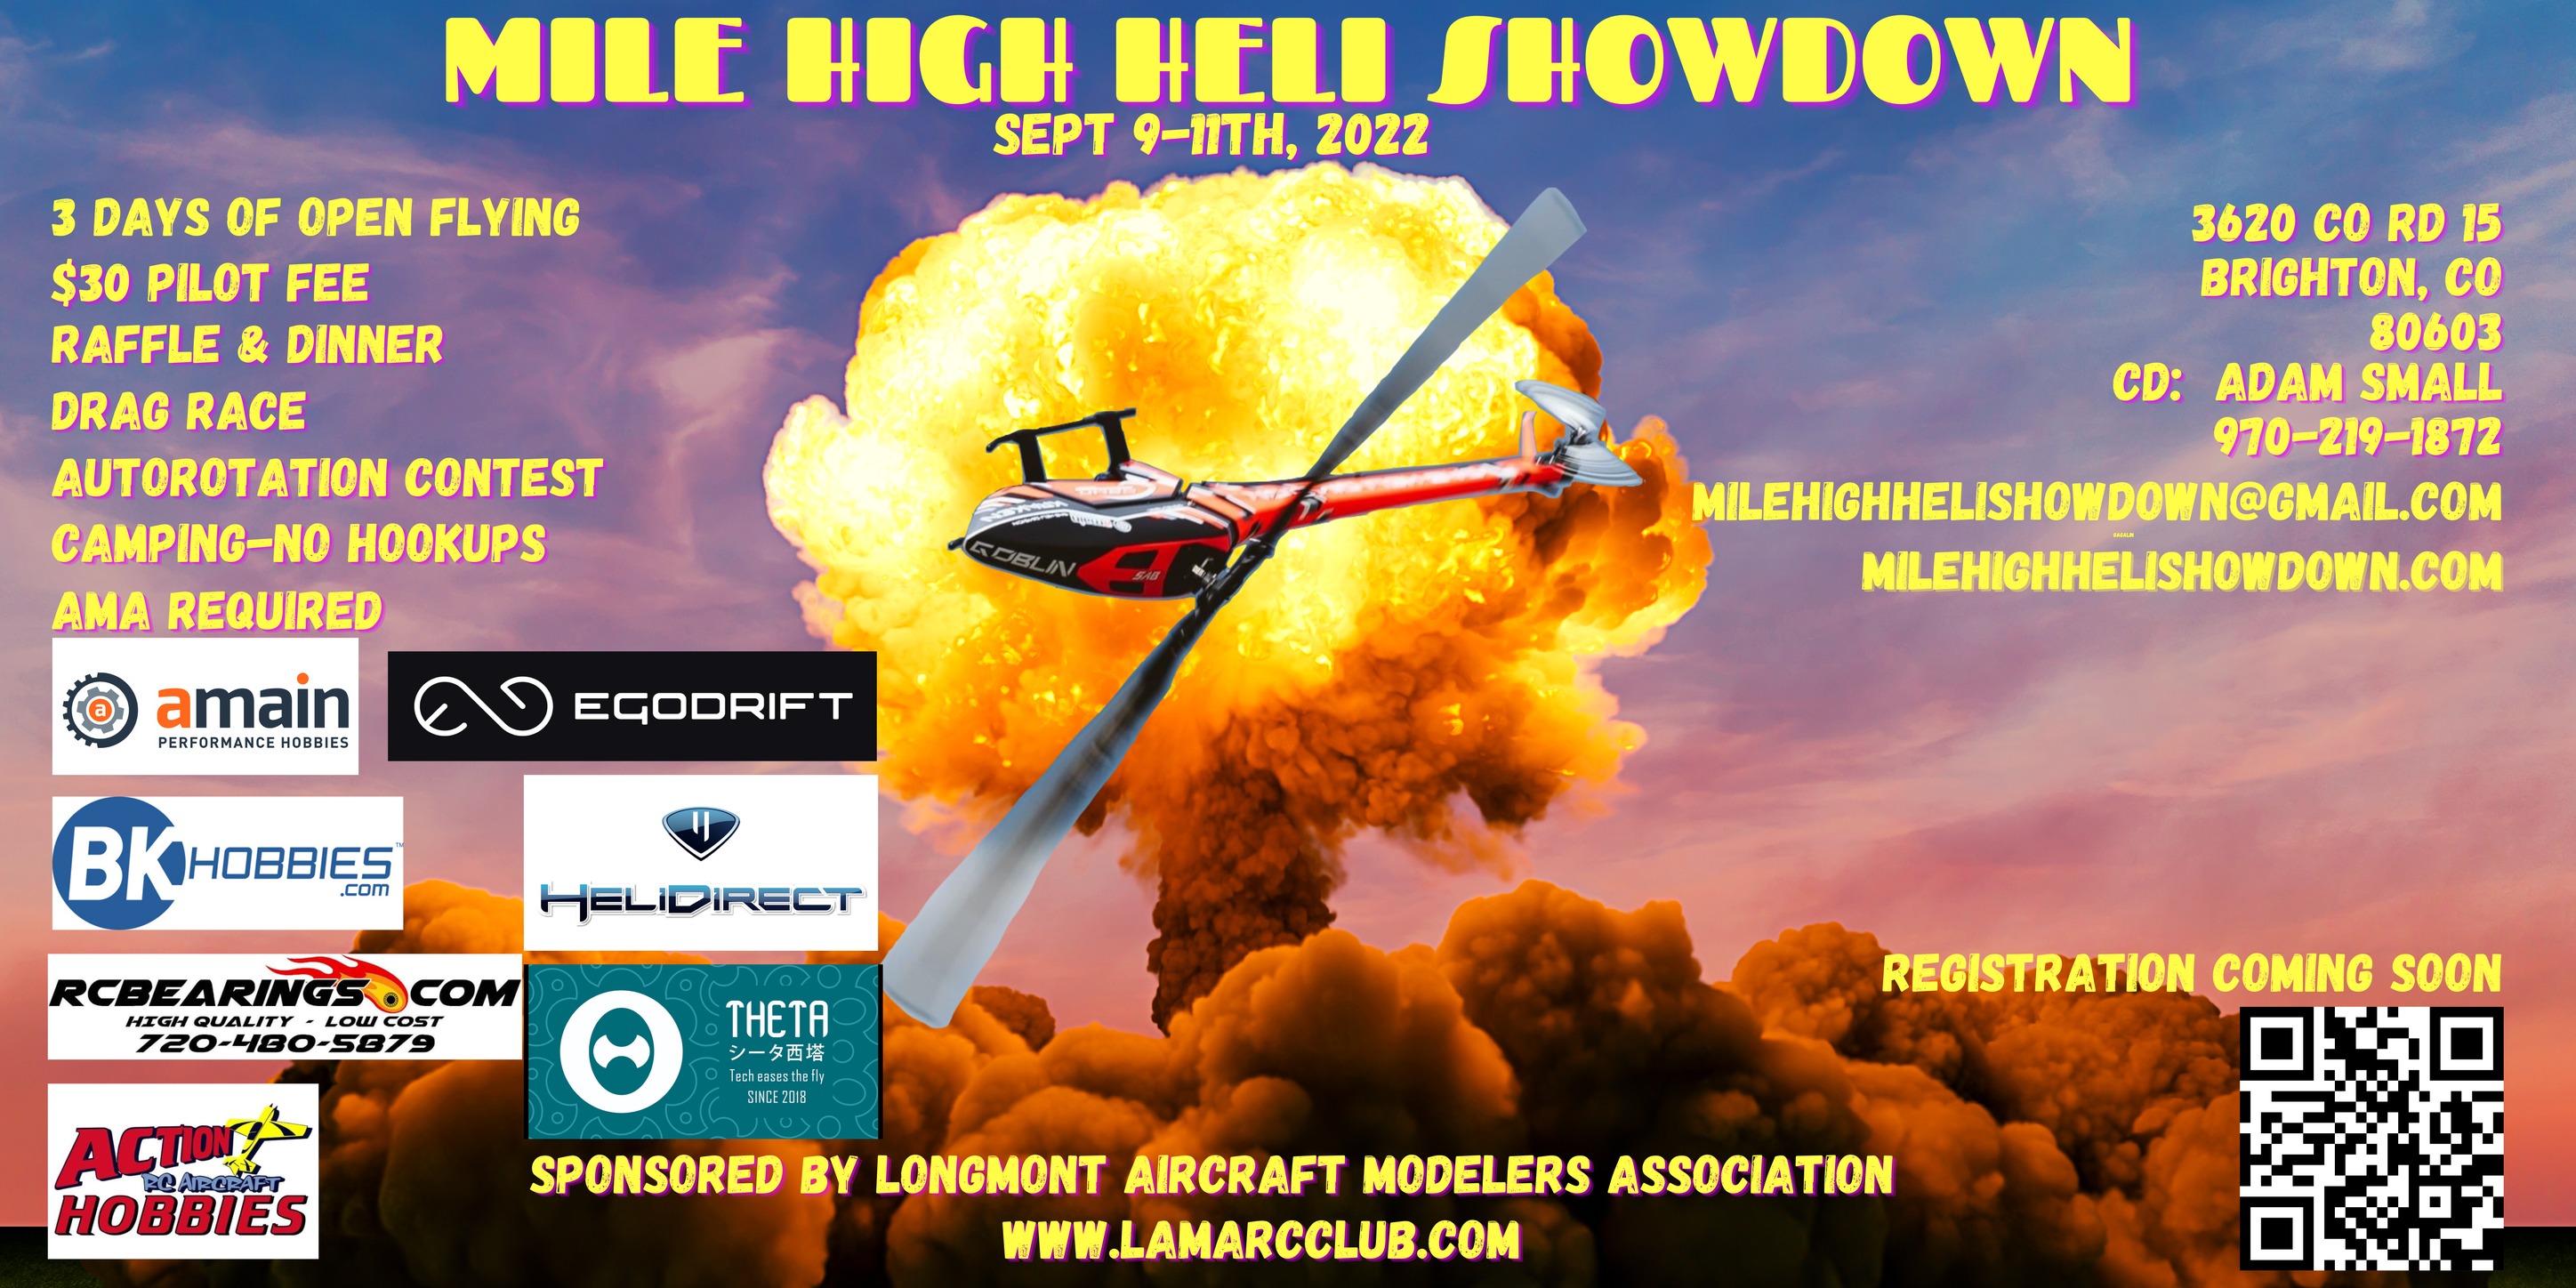 MILE HIGH HELI SHOWDOWN
SEPT 9-11TH, 2022
3 DAYS OF OPEN FLYING
$30 PILOT FEE
RAFFLE & DINNER
DRAG RACE
AUTOROTATION CONTEST
CAMPING-NO HOOKUPS
AMA REQUIRED
3620 CO RD 15
BRIGHTON, CO
80603
CD: ADAM SMALL
970-219-1872
MILEHIGHHELISHOWDOWN@GMAIL.COM
MILEHIGHHELISHOWDOWN.COM
GOBLIN
SAB
a
amain
PERFORMANCE HOBBIES
EGODRIFT
BK HOBBIES™
.com
HELIDIRECT
RCBEARINGS.COM
HIGH QUALITY - LOW COST
720-480-5879
THETA
シータ西塔
Tech eases the fly
SINCE 2018
ACTION
RC AIRCRAFT
HOBBIES
REGISTRATION COMING SOON
SPONSORED BY LONGMONT AIRCRAFT MODELERS ASSOCIATION
WWW.LAMARCCLUB.COM